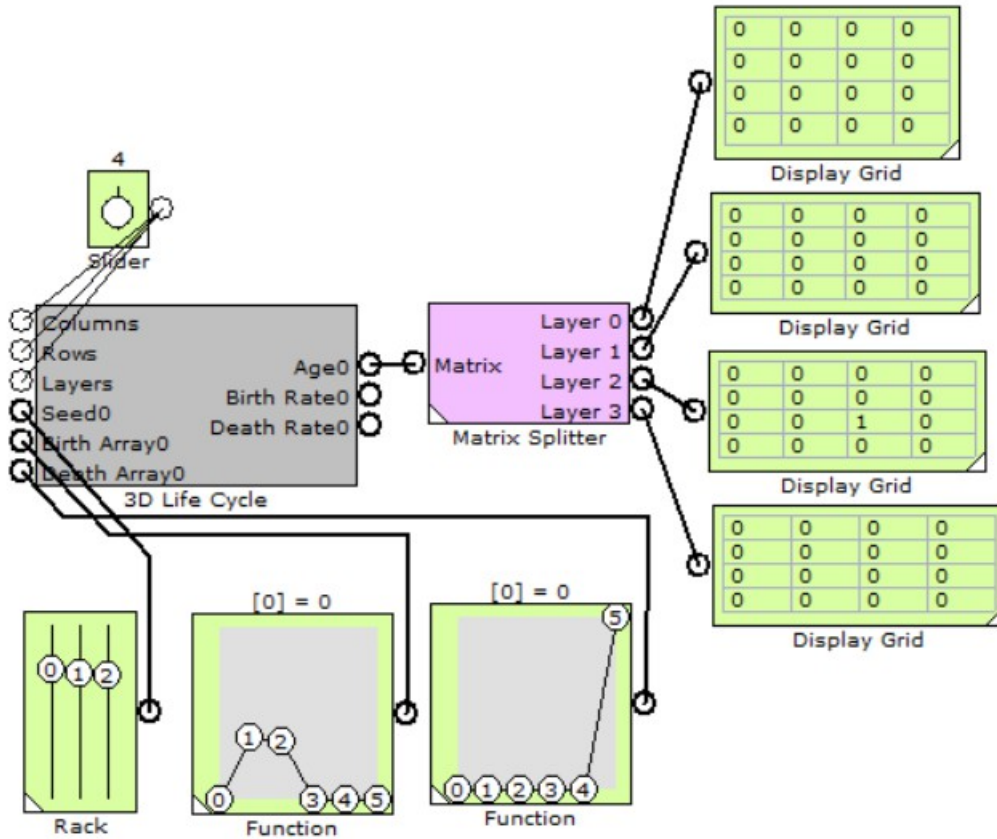 0 0 0 0
0 0 0 0
0 0 0 0
0 0 0 0
Display Grid
4
Slider
0 0 0 0
0 0 0 0
0 0 0 0
0 0 0 0
Display Grid
Columns
Rows
Layers
Seed0
Birth Array0
Death Array0
Age0
Birth Rate0
Death Rate0
3D Life Cycle
Matrix
Layer 0
Layer 1
Layer 2
Layer 3
Matrix Splitter
0 0 0 0
0 0 0 0
0 0 1 0
0 0 0 0
Display Grid
0 0 0 0
0 0 0 0
0 0 0 0
0 0 0 0
Display Grid
0 1 2
Rack
[0] = 0
0 1 2 3 4 5
Function
[0] = 0
0 1 2 3 4 5
Function